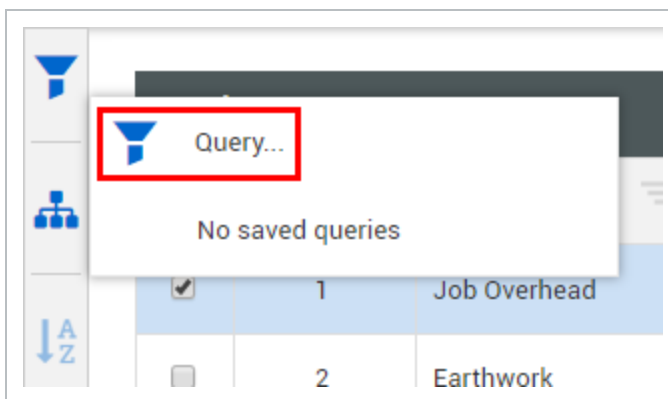 Query...
No saved queries
1 Job Overhead
A
Z
2 Earthwork